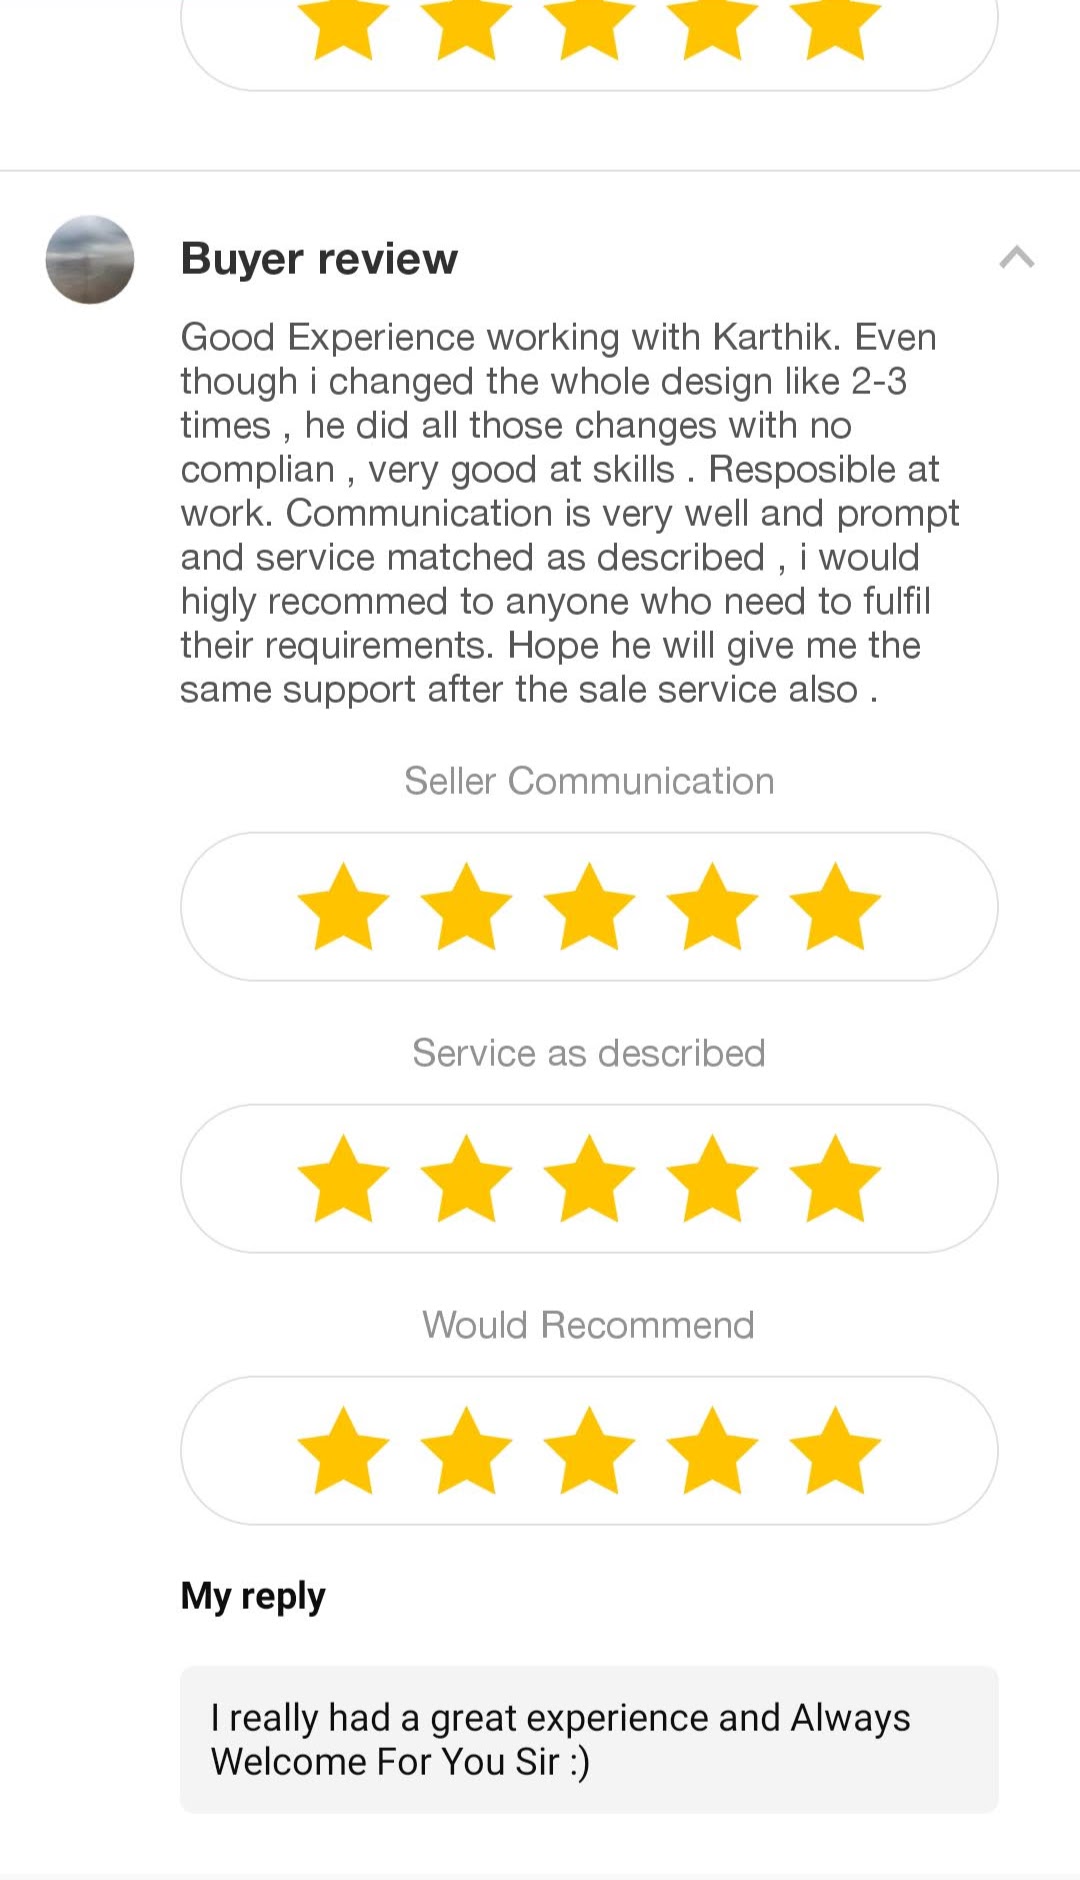 Buyer review
Good Experience working with Karthik. Even
though i changed the whole design like 2-3
times , he did all those changes with no
complian , very good at skills . Resposible at
work. Communication is very well and prompt
and service matched as described , i would
higly recommed to anyone who need to fulfil
their requirements. Hope he will give me the
same support after the sale service also .
Seller Communication
Service as described
Would Recommend
My reply
I really had a great experience and Always
Welcome For You Sir :)